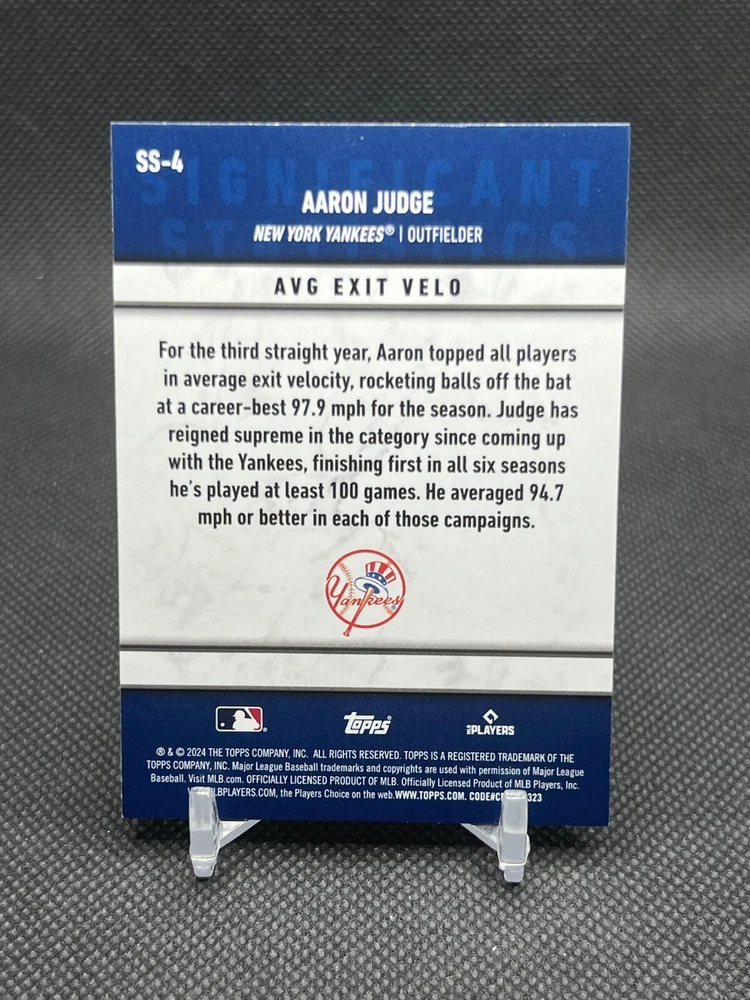 SS-4
SIGNIFICANT
STATISTICS
AARON JUDGE
NEW YORK YANKEES® | OUTFIELDER
AVG EXIT VELO
For the third straight year, Aaron topped all players
in average exit velocity, rocketing balls off the bat
at a career-best 97.9 mph for the season. Judge has
reigned supreme in the category since coming up
with the Yankees, finishing first in all six seasons
he's played at least 100 games. He averaged 94.7
mph or better in each of those campaigns.
Yankees
topps
PLAYERS
® & © 2024 THE TOPPS COMPANY, INC. ALL RIGHTS RESERVED. TOPPS IS A REGISTERED TRADEMARK OF THE
TOPPS COMPANY, INC. Major League Baseball trademarks and copyrights are used with permission of Major League
Baseball. Visit MLB.com. OFFICIALLY LICENSED PRODUCT OF MLB. Officially Licensed Product of MLB Players, Inc.
the Players Choice on the web. WWW.TOPPS.COM. 323